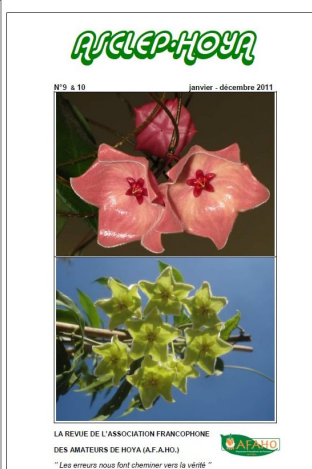 ASCLEP-HOYA
N°9 & 10 janvier - décembre 2011
LA REVUE DE L'ASSOCIATION FRANCOPHONE
DES AMATEURS DE HOYA (A.F.A.HO.)
AFAHO
" Les erreurs nous font cheminer vers la vérité "